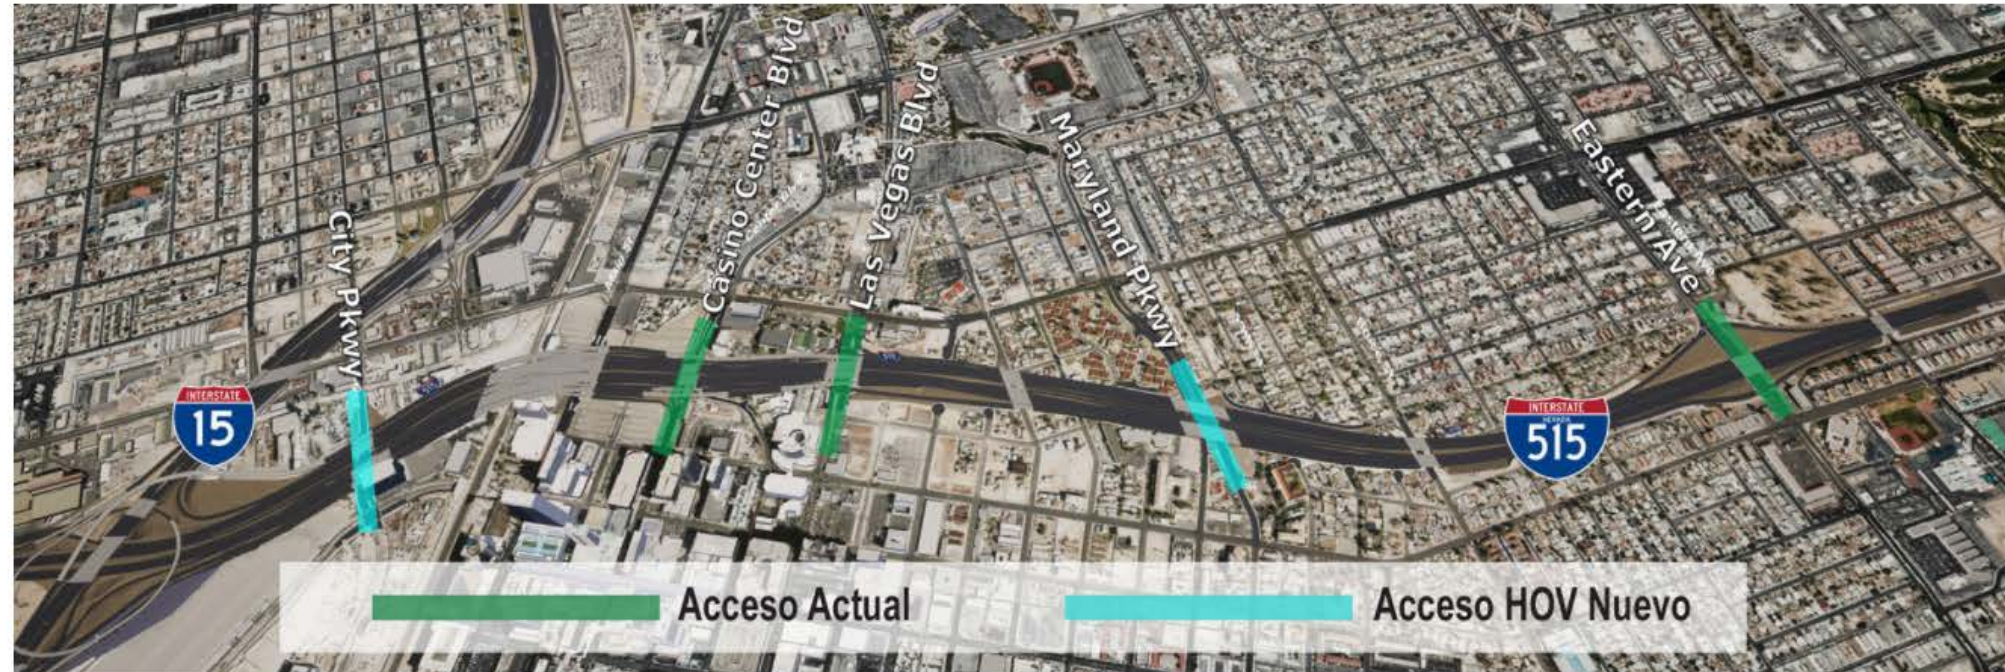 City Pkwy
Casino Center Blvd
Las Vegas Blvd
Maryland Pkwy
Eastern Ave
INTERSTATE
15
INTERSTATE
NEVADA
515
Acceso Actual
Acceso HOV Nuevo